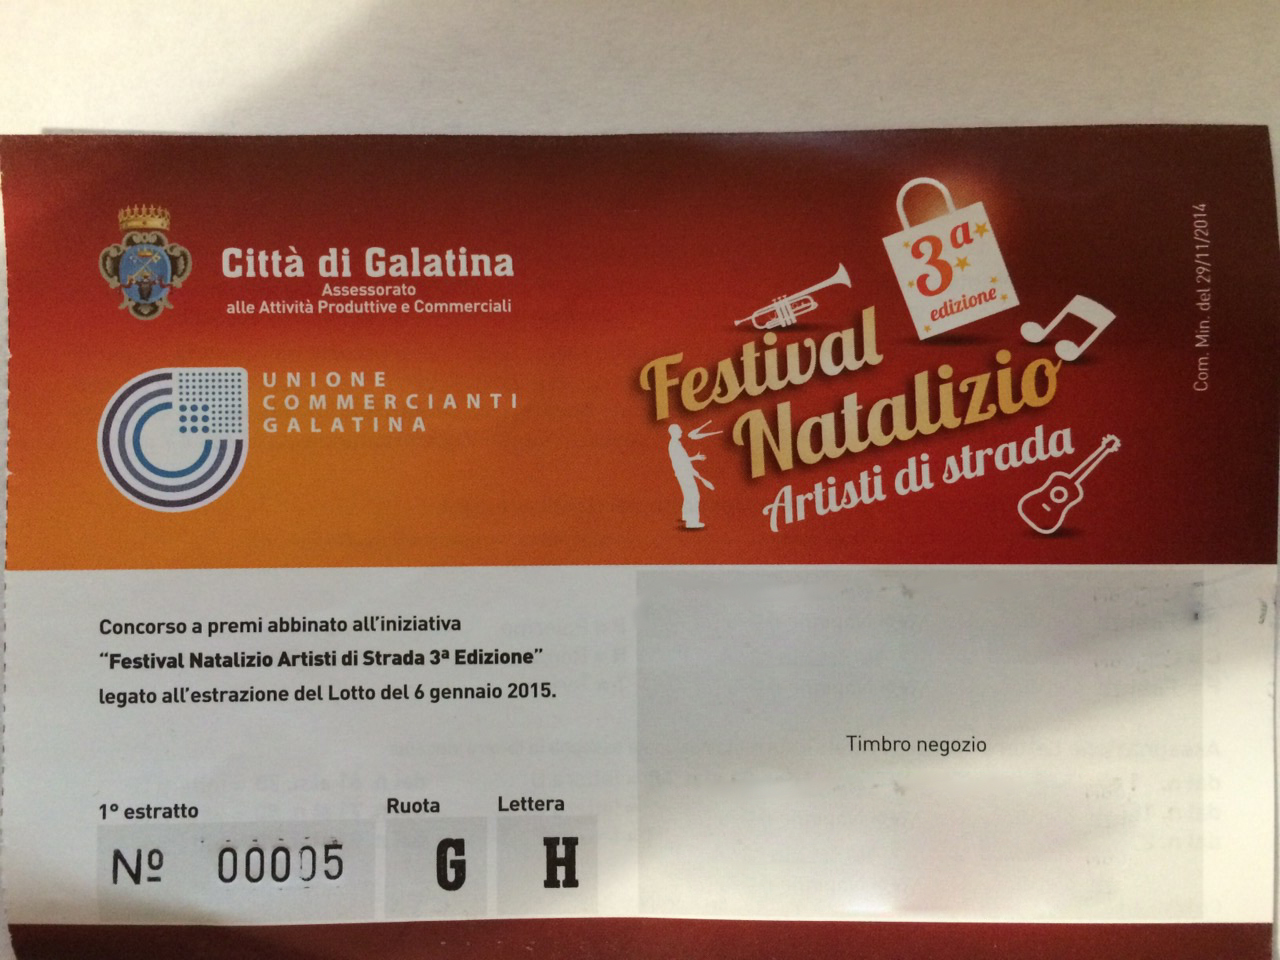 Città di Galatina
Assessorato
alle Attività Produttive e Commerciali
UNIONE
COMMERCIANTI
GALATINA
3ª
edizione
Festival
Natalizio
Artisti di strada
Com. Min. del 29/11/2014
Concorso a premi abbinato all'iniziativa
“Festival Natalizio Artisti di Strada 3ª Edizione”
legato all'estrazione del Lotto del 6 gennaio 2015.
Timbro negozio
1° estratto Ruota Lettera
Nº 00005 G H